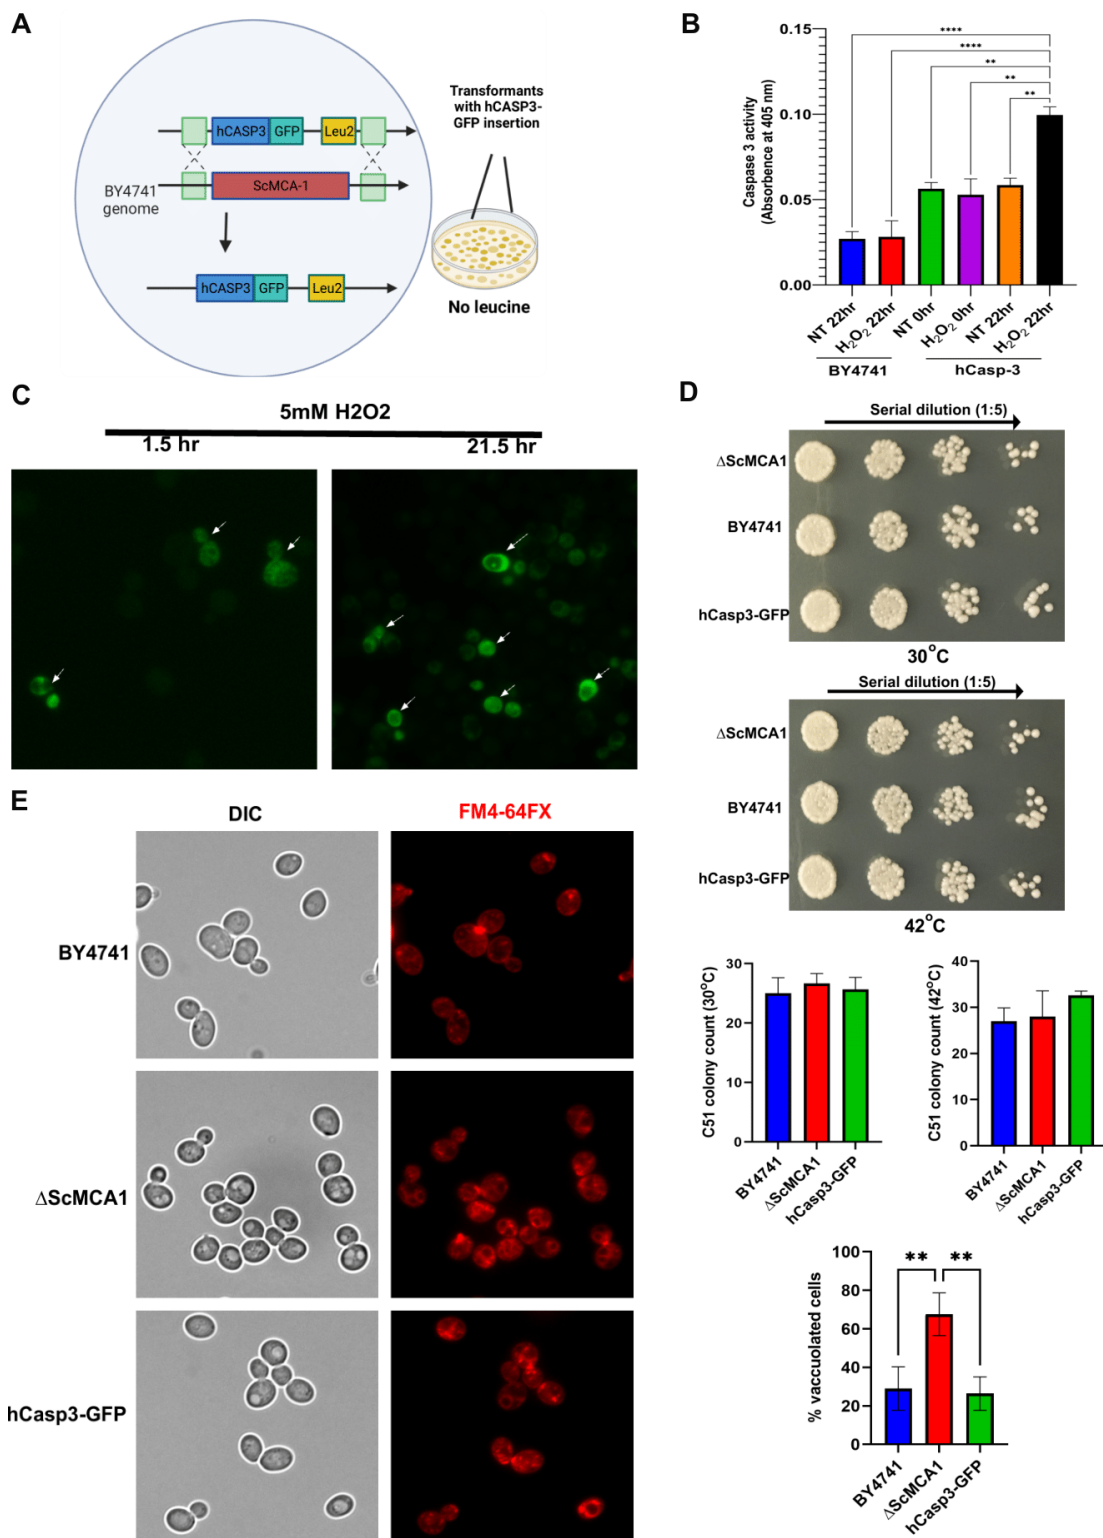 A
hCASP3
GFP
Leu2
BY4741
genome
ScMCA-1
hCASP3
GFP
Leu2
Transformants
with hCASP3-
GFP insertion
No leucine
B
Caspase 3 activity
(Absorbence at 405 nm)
0.15
0.10
0.05
0.00
****
****
**
**
**
NT 22hr
H₂O₂ 22hr
NT 0hr
H₂O₂ 0hr
NT 22hr
H₂O₂ 22hr
BY4741
hCasp-3
C
5mM H2O2
1.5 hr
21.5 hr
D
Serial dilution (1:5)
ΔScMCA1
BY4741
hCasp3-GFP
30°C
Serial dilution (1:5)
ΔScMCA1
BY4741
hCasp3-GFP
42°C
C51 colony count (30°C)
30
20
10
0
BY4741
ΔScMCA1
hCasp3-GFP
C51 colony count (42°C)
40
30
20
10
0
BY4741
ΔScMCA1
hCasp3-GFP
E
DIC
FM4-64FX
BY4741
ΔScMCA1
hCasp3-GFP
% vaccuolated cells
100
80
60
40
20
0
**
**
BY4741
ΔScMCA1
hCasp3-GFP